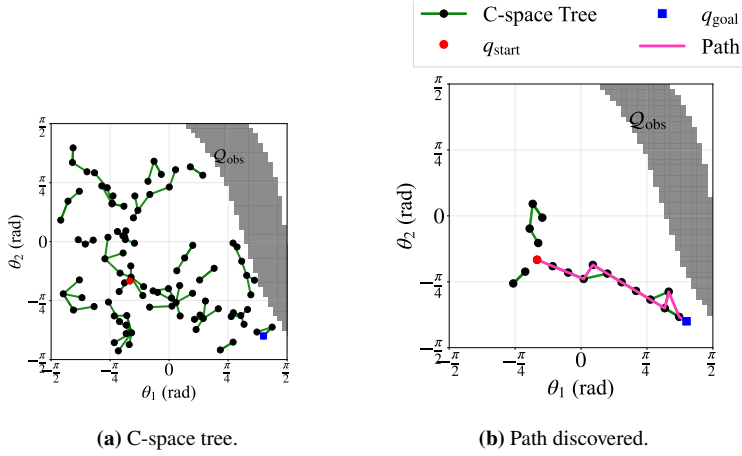 C-space Tree
q_goal
q_start
Path
π/2
π/4
0
−π/4
−π/2
θ₂ (rad)
Q_obs
−π/2
−π/4
0
π/4
π/2
θ₁ (rad)
π/2
π/4
0
−π/4
−π/2
θ₂ (rad)
Q_obs
−π/2
−π/4
0
π/4
π/2
θ₁ (rad)
(a) C-space tree.
(b) Path discovered.